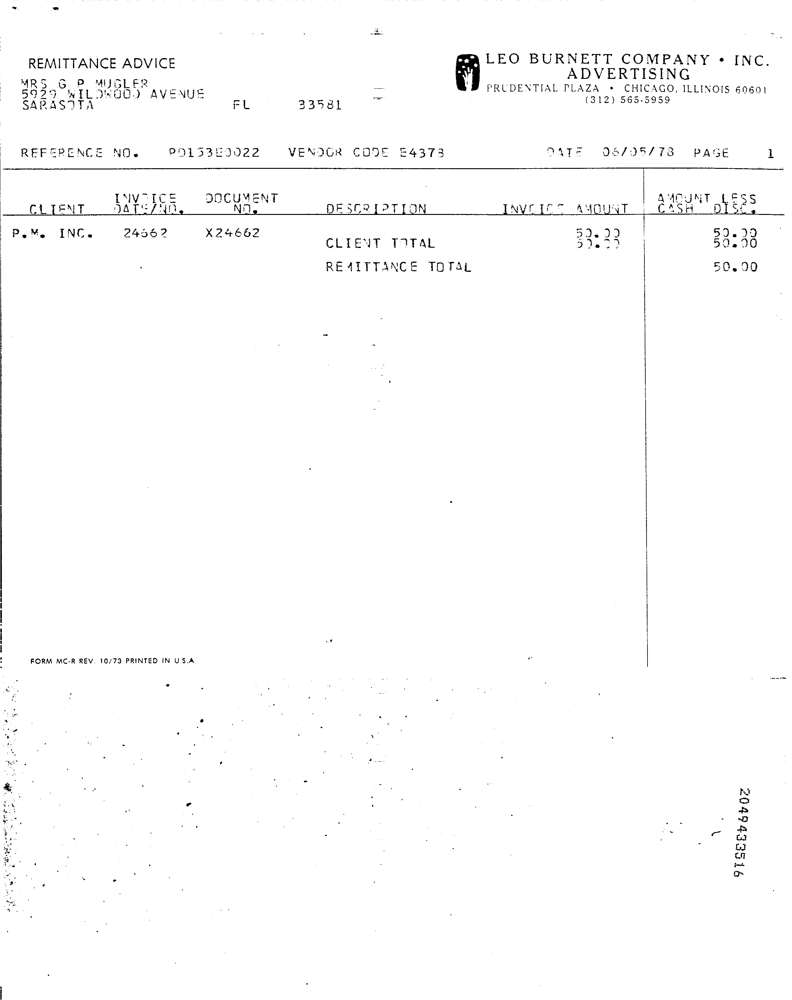 REMITTANCE ADVICE
LEO BURNETT COMPANY • INC.
ADVERTISING
PRUDENTIAL PLAZA • CHICAGO, ILLINOIS 60601
(312) 565-5959
MRS G P MUGLER
5929 WILDWOOD AVENUE
SARASOTA FL 33581
REFERENCE NO. P0153E0022 VENDOR CODE E4378 DATE 06/05/78 PAGE 1
CLIENT INVOICE DATE/NO. DOCUMENT NO. DESCRIPTION INVOICE AMOUNT AMOUNT LESS CASH DISC.
P.M. INC. 24662 X24662 50.00 50.00
CLIENT TOTAL 50.00 50.00
REMITTANCE TOTAL 50.00
FORM MC-R REV. 10/73 PRINTED IN U S.A
2049433516